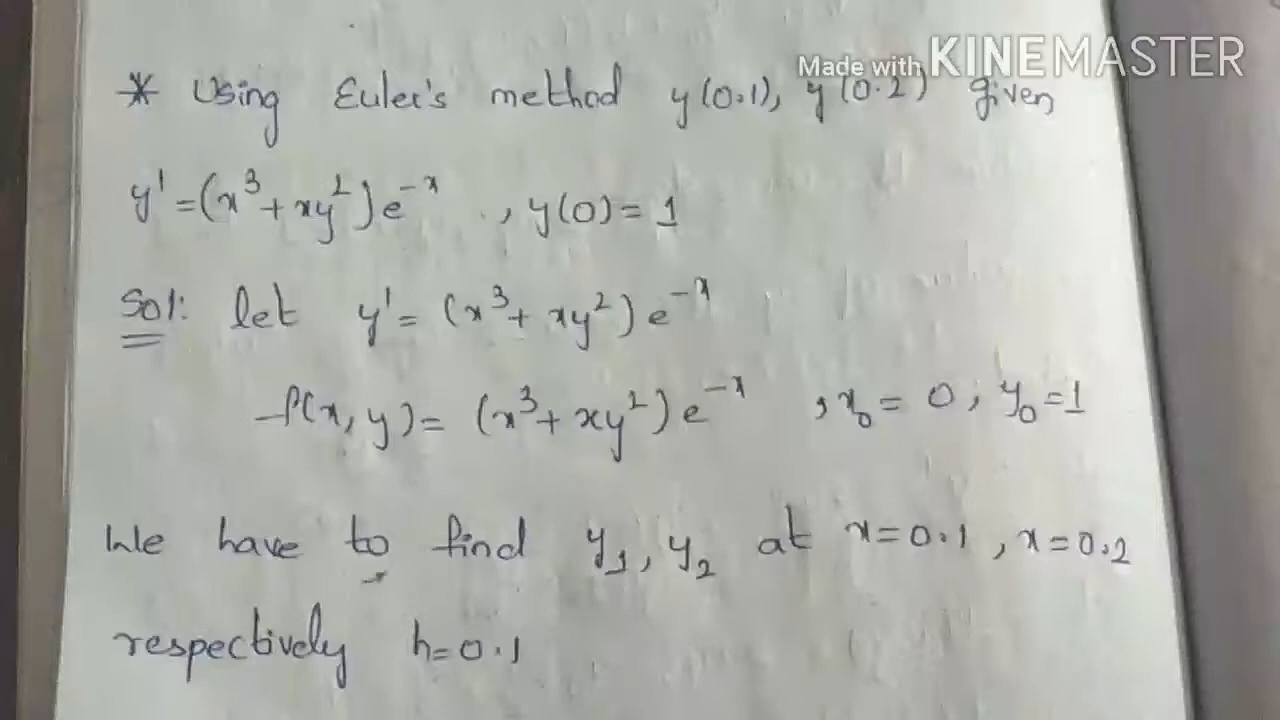 Made with KINEMASTER
* Using Euler's method y(0.1), y(0.2) given
y' = (x³ + xy²)e⁻ˣ , y(0) = 1
Sol: let y' = (x³ + xy²)e⁻ˣ
f(x, y) = (x³ + xy²)e⁻ˣ , x₀ = 0, y₀ = 1
We have to find y₁, y₂ at x = 0.1, x = 0.2
respectively h = 0.1